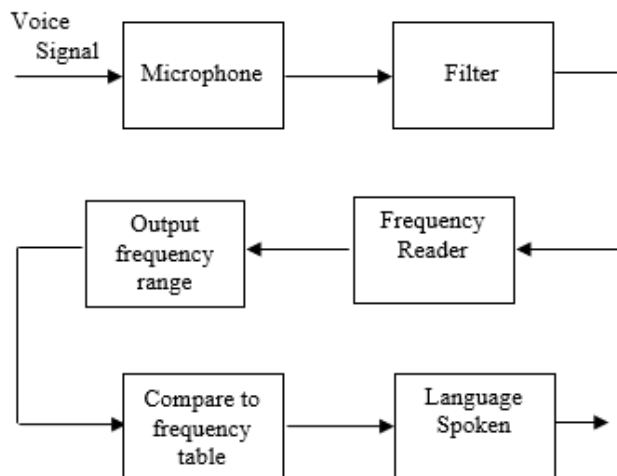 Voice
Signal
Microphone
Filter
Frequency
Reader
Output
frequency
range
Compare to
frequency
table
Language
Spoken